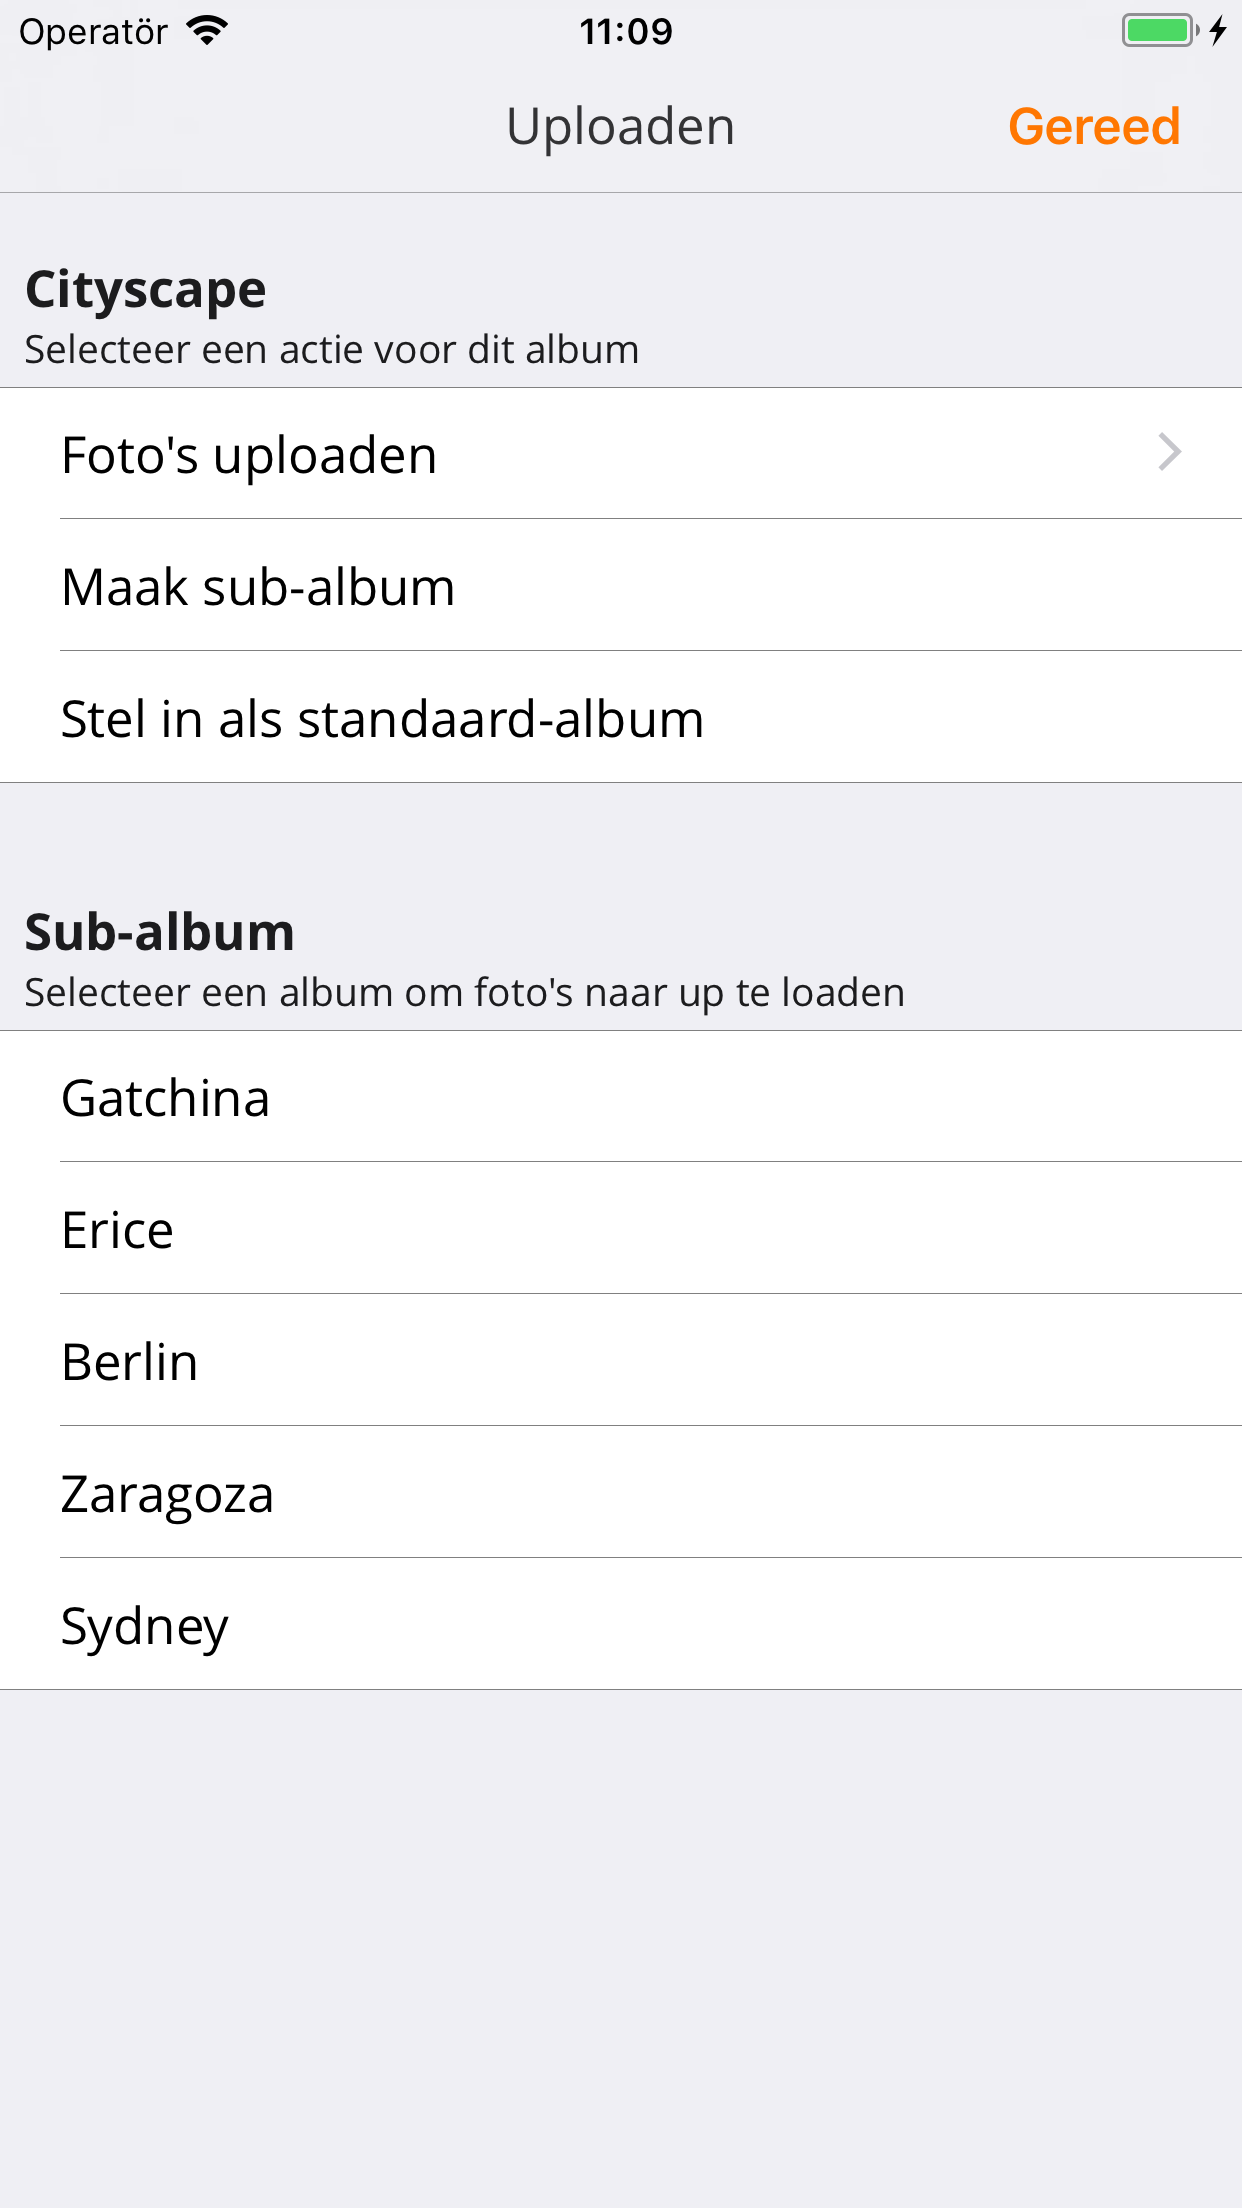 Operatör 11:09
Uploaden Gereed
Cityscape
Selecteer een actie voor dit album
Foto's uploaden
Maak sub-album
Stel in als standaard-album
Sub-album
Selecteer een album om foto's naar up te loaden
Gatchina
Erice
Berlin
Zaragoza
Sydney